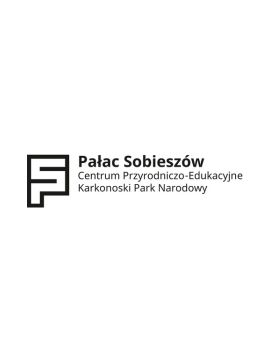 Pałac Sobieszów
Centrum Przyrodniczo-Edukacyjne
Karkonoski Park Narodowy